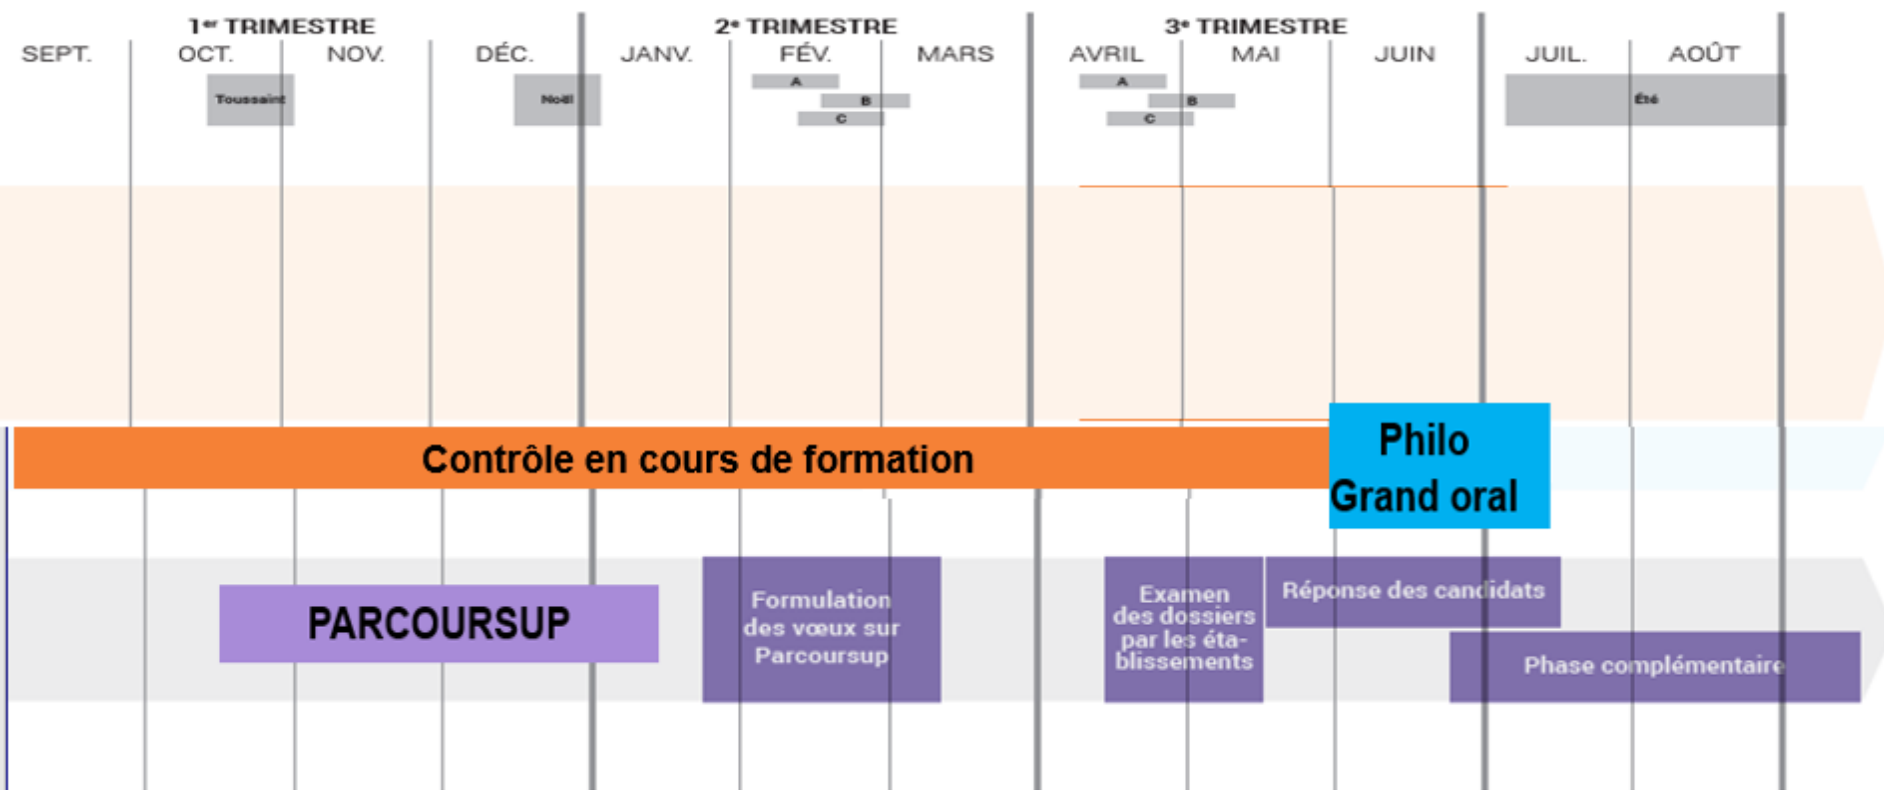 1er TRIMESTRE 2e TRIMESTRE 3e TRIMESTRE
SEPT. OCT. NOV. DÉC. JANV. FÉV. MARS AVRIL MAI JUIN JUIL. AOÛT
A A
Toussaint Noël B B Été
C C
Philo
Contrôle en cours de formation
Grand oral
PARCOURSUP
Formulation
des vœux sur
Parcoursup
Examen
des dossiers
par les éta-
blissements
Réponse des candidats
Phase complémentaire